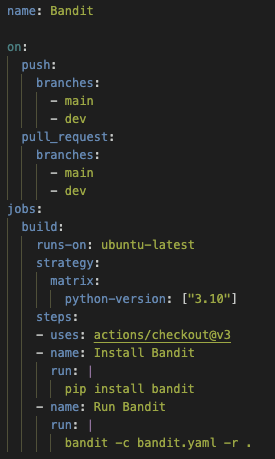 name: Bandit

on:
  push:
    branches:
      - main
      - dev
  pull_request:
    branches:
      - main
      - dev
jobs:
  build:
    runs-on: ubuntu-latest
    strategy:
      matrix:
        python-version: ["3.10"]
    steps:
    - uses: actions/checkout@v3
    - name: Install Bandit
      run: |
        pip install bandit
    - name: Run Bandit
      run: |
        bandit -c bandit.yaml -r .